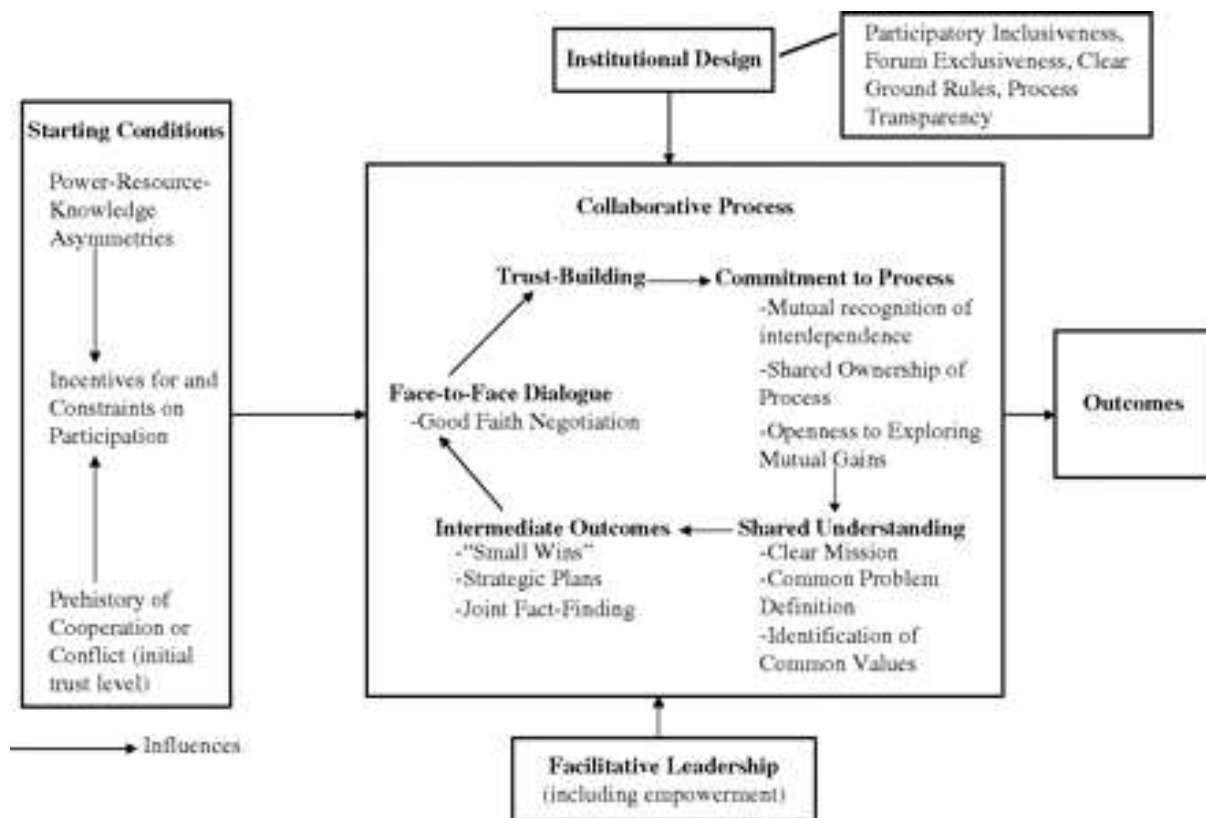 Institutional Design
Participatory Inclusiveness,
Forum Exclusiveness, Clear
Ground Rules, Process
Transparency
Starting Conditions
Power-Resource-
Knowledge
Asymmetries
Incentives for and
Constraints on
Participation
Prehistory of
Cooperation or
Conflict (initial
trust level)
Influences
Collaborative Process
Trust-Building
Commitment to Process
-Mutual recognition of
interdependence
-Shared Ownership of
Process
-Openness to Exploring
Mutual Gains
Face-to-Face Dialogue
-Good Faith Negotiation
Intermediate Outcomes
-"Small Wins"
-Strategic Plans
-Joint Fact-Finding
Shared Understanding
-Clear Mission
-Common Problem
Definition
-Identification of
Common Values
Outcomes
Facilitative Leadership
(including empowerment)